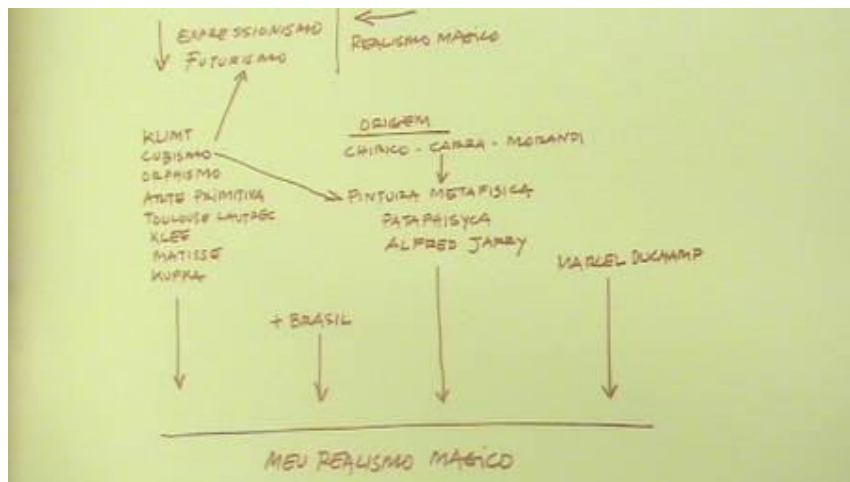 EXPRESSIONISMO
FUTURISMO
REALISMO MAGICO
KLIMT
CUBISMO
ORPHISMO
ARTE PRIMITIVA
TOULOUSE LAUTREC
KLEE
MATISSE
KUPKA
ORIGEM
CHIRICO - CARRA - MORANDI
PINTURA METAFISICA
PATAPHISYCA
ALFRED JARRY
MARCEL DUCHAMP
+ BRASIL
MEU REALISMO MAGICO